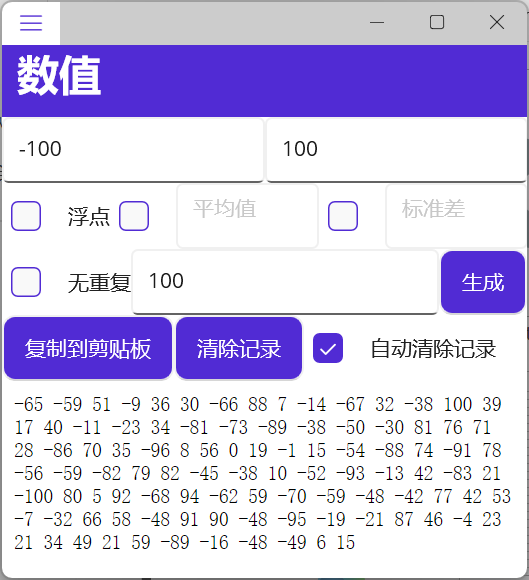 数值
-100 100
浮点 平均值 标准差
无重复 100 生成
复制到剪贴板 清除记录 自动清除记录
-65 -59 51 -9 36 30 -66 88 7 -14 -67 32 -38 100 39
17 40 -11 -23 34 -81 -73 -89 -38 -50 -30 81 76 71
28 -86 70 35 -96 8 56 0 19 -1 15 -54 -88 74 -91 78
-56 -59 -82 79 82 -45 -38 10 -52 -93 -13 42 -83 21
-100 80 5 92 -68 94 -62 59 -70 -59 -48 -42 77 42 53
-7 -32 66 58 -48 91 90 -48 -95 -19 -21 87 46 -4 23
21 34 49 21 59 -89 -16 -48 -49 6 15